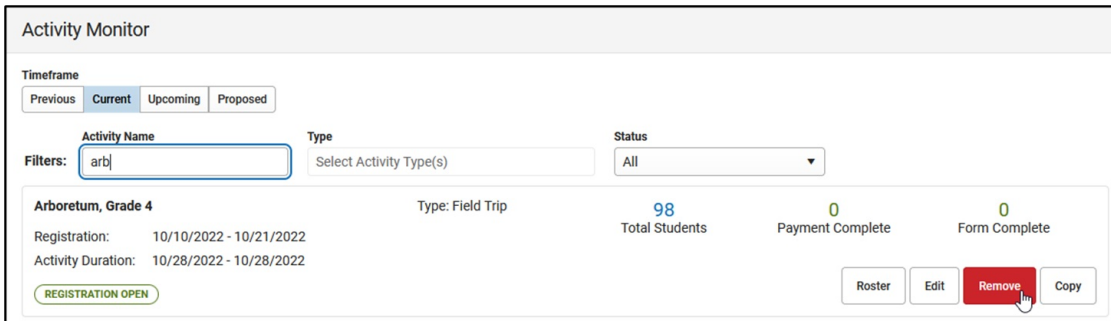 Activity Monitor
Timeframe
Previous Current Upcoming Proposed
Activity Name Type Status
Filters: arb Select Activity Type(s) All
Arboretum, Grade 4 Type: Field Trip 98 0 0
Total Students Payment Complete Form Complete
Registration: 10/10/2022 - 10/21/2022
Activity Duration: 10/28/2022 - 10/28/2022
REGISTRATION OPEN Roster Edit Remove Copy